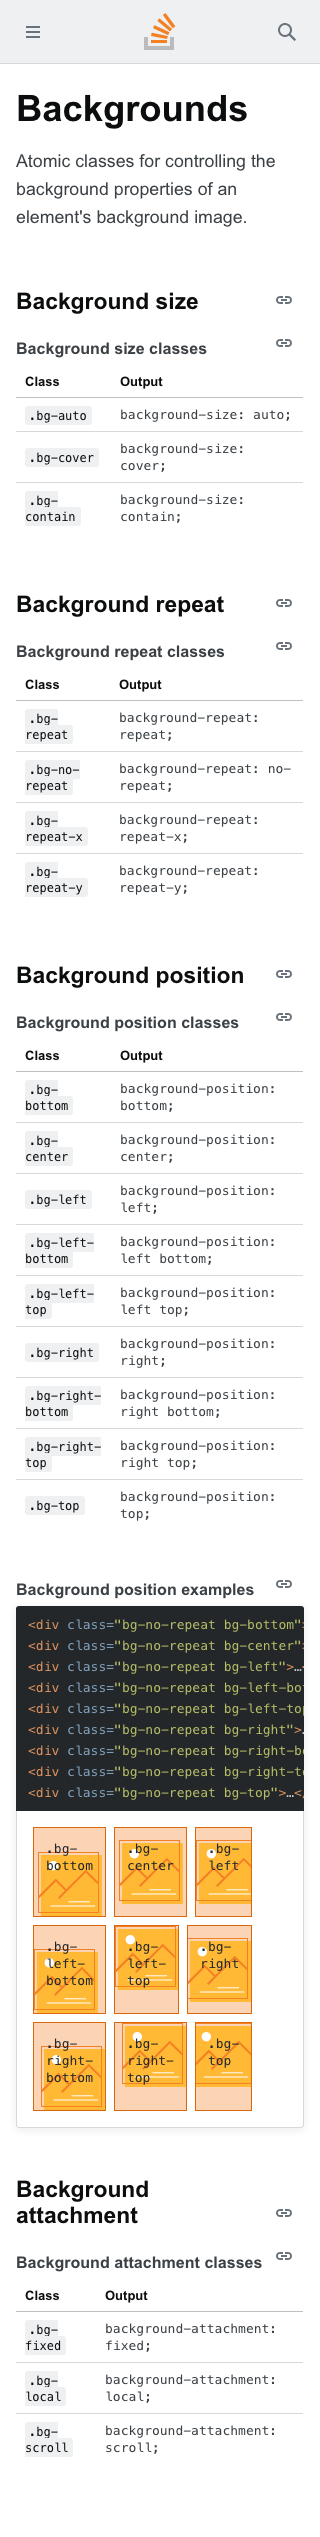 Backgrounds
Atomic classes for controlling the
background properties of an
element's background image.
Background size
Background size classes
Class Output
.bg-auto background-size: auto;
.bg-cover background-size:
cover;
.bg- background-size:
contain contain;
Background repeat
Background repeat classes
Class Output
.bg- background-repeat:
repeat repeat;
.bg-no- background-repeat: no-
repeat repeat;
.bg- background-repeat:
repeat-x repeat-x;
.bg- background-repeat:
repeat-y repeat-y;
Background position
Background position classes
Class Output
.bg- background-position:
bottom bottom;
.bg- background-position:
center center;
.bg-left background-position:
left;
.bg-left- background-position:
bottom left bottom;
.bg-left- background-position:
top left top;
.bg-right background-position:
right;
.bg-right- background-position:
bottom right bottom;
.bg-right- background-position:
top right top;
.bg-top background-position:
top;
Background position examples
<div class="bg-no-repeat bg-bottom">
<div class="bg-no-repeat bg-center">
<div class="bg-no-repeat bg-left">…<
<div class="bg-no-repeat bg-left-bot
<div class="bg-no-repeat bg-left-top
<div class="bg-no-repeat bg-right">…
<div class="bg-no-repeat bg-right-bo
<div class="bg-no-repeat bg-right-to
<div class="bg-no-repeat bg-top">…</
.bg- .bg- .bg-
bottom center left
.bg- .bg- .bg-
left- left- right
bottom top
.bg- .bg- .bg-
right- right- top
bottom top
Background
attachment
Background attachment classes
Class Output
.bg- background-attachment:
fixed fixed;
.bg- background-attachment:
local local;
.bg- background-attachment:
scroll scroll;